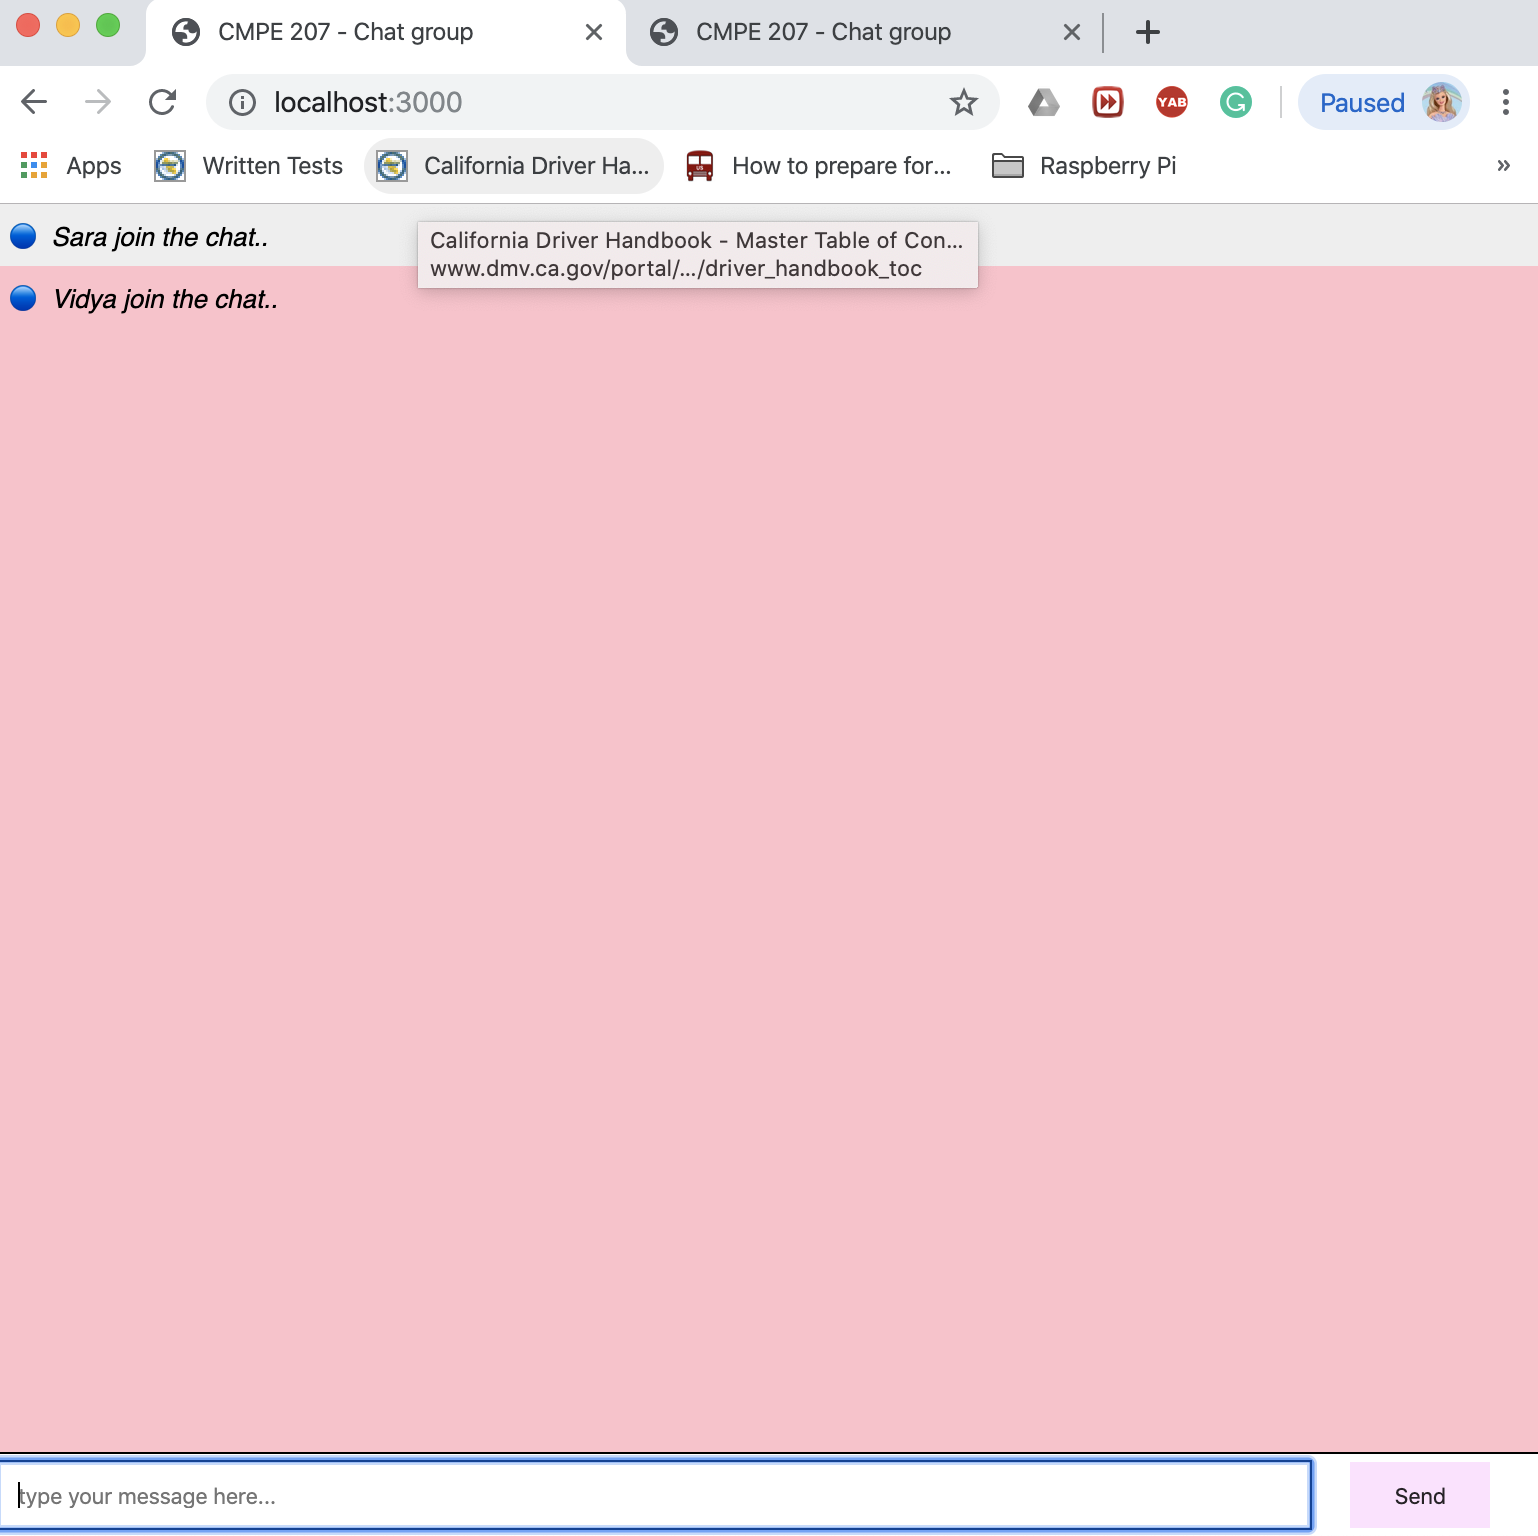 CMPE 207 - Chat group
CMPE 207 - Chat group
localhost:3000
YAB
Paused
Apps
Written Tests
California Driver Ha...
How to prepare for...
Raspberry Pi
»
Sara join the chat..
California Driver Handbook - Master Table of Con...
www.dmv.ca.gov/portal/.../driver_handbook_toc
Vidya join the chat..
type your message here...
Send